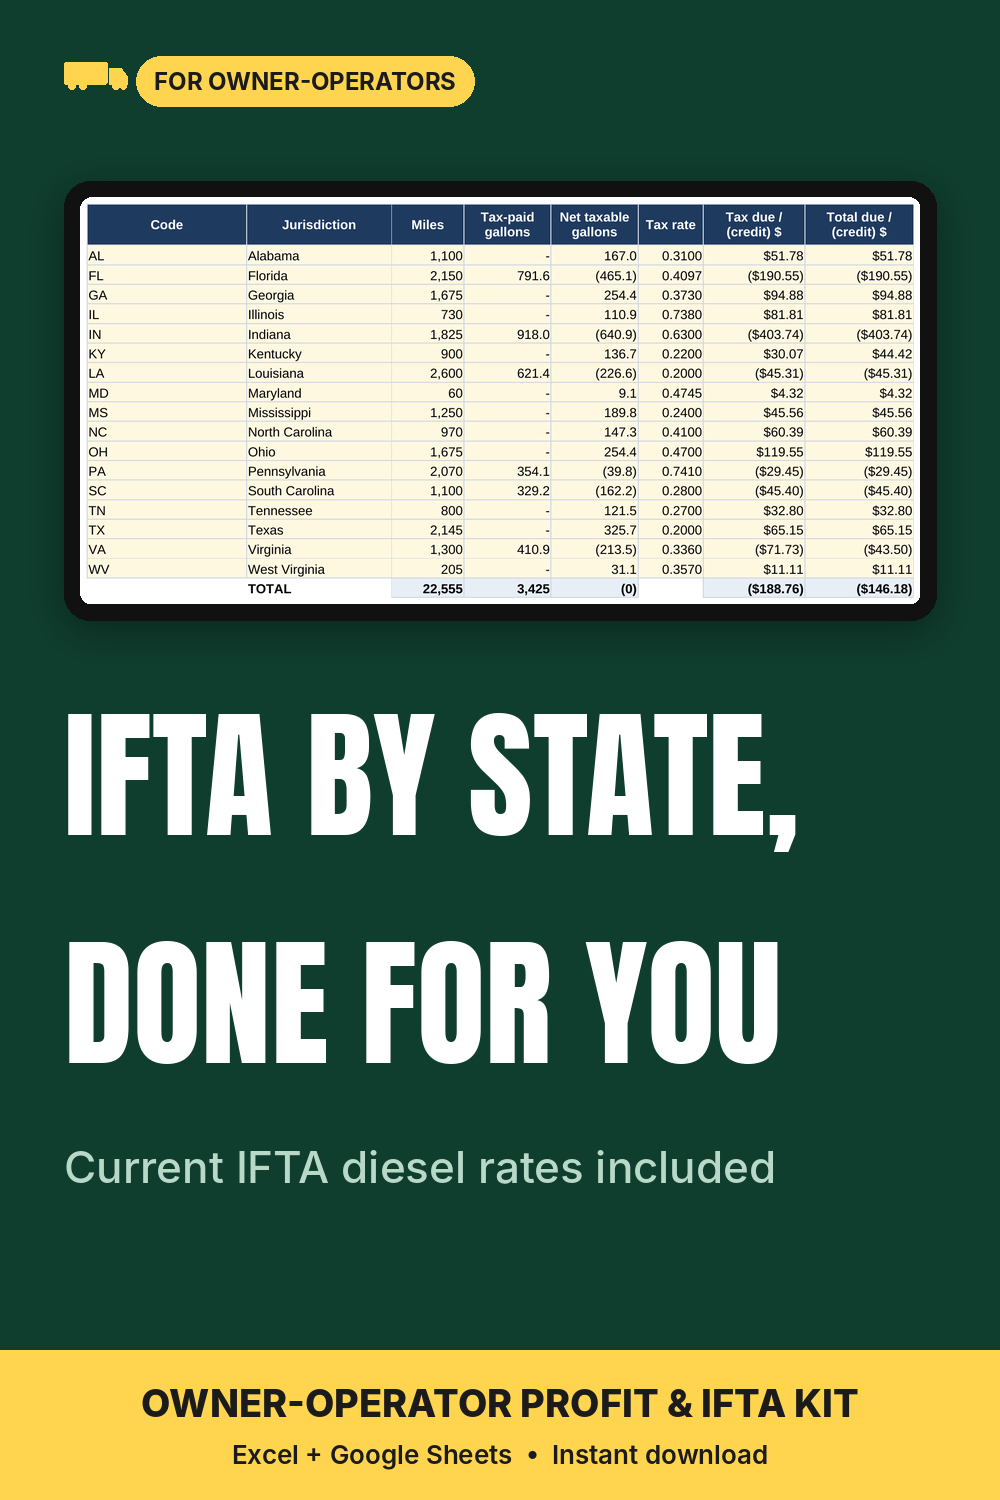 FOR OWNER-OPERATORS
Code Jurisdiction Miles Tax-paid gallons Net taxable gallons Tax rate Tax due / (credit) $ Total due / (credit) $
AL Alabama 1,100 - 167.0 0.3100 $51.78 $51.78
FL Florida 2,150 791.6 (465.1) 0.4097 ($190.55) ($190.55)
GA Georgia 1,675 - 254.4 0.3730 $94.88 $94.88
IL Illinois 730 - 110.9 0.7380 $81.81 $81.81
IN Indiana 1,825 918.0 (640.9) 0.6300 ($403.74) ($403.74)
KY Kentucky 900 - 136.7 0.2200 $30.07 $44.42
LA Louisiana 2,600 621.4 (226.6) 0.2000 ($45.31) ($45.31)
MD Maryland 60 - 9.1 0.4745 $4.32 $4.32
MS Mississippi 1,250 - 189.8 0.2400 $45.56 $45.56
NC North Carolina 970 - 147.3 0.4100 $60.39 $60.39
OH Ohio 1,675 - 254.4 0.4700 $119.55 $119.55
PA Pennsylvania 2,070 354.1 (39.8) 0.7410 ($29.45) ($29.45)
SC South Carolina 1,100 329.2 (162.2) 0.2800 ($45.40) ($45.40)
TN Tennessee 800 - 121.5 0.2700 $32.80 $32.80
TX Texas 2,145 - 325.7 0.2000 $65.15 $65.15
VA Virginia 1,300 410.9 (213.5) 0.3360 ($71.73) ($43.50)
WV West Virginia 205 - 31.1 0.3570 $11.11 $11.11
TOTAL 22,555 3,425 (0) ($188.76) ($146.18)
IFTA BY STATE,
DONE FOR YOU
Current IFTA diesel rates included
OWNER-OPERATOR PROFIT & IFTA KIT
Excel + Google Sheets • Instant download